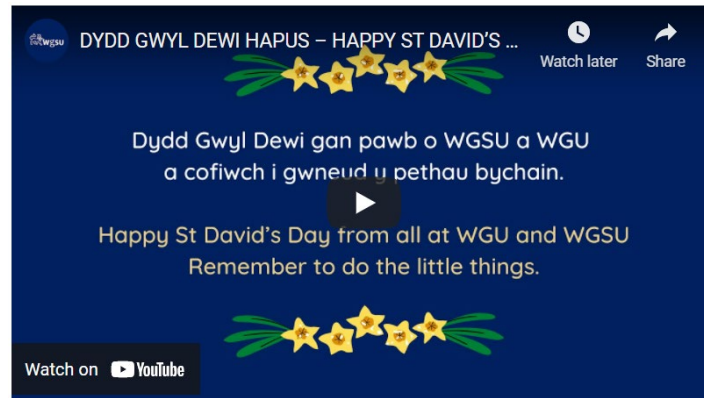 wgsu DYDD GWYL DEWI HAPUS – HAPPY ST DAVID'S ...
Watch later
Share
Dydd Gwyl Dewi gan pawb o WGSU a WGU
a cofiwch i gwneud y pethau bychain.
Happy St David's Day from all at WGU and WGSU
Remember to do the little things.
Watch on YouTube